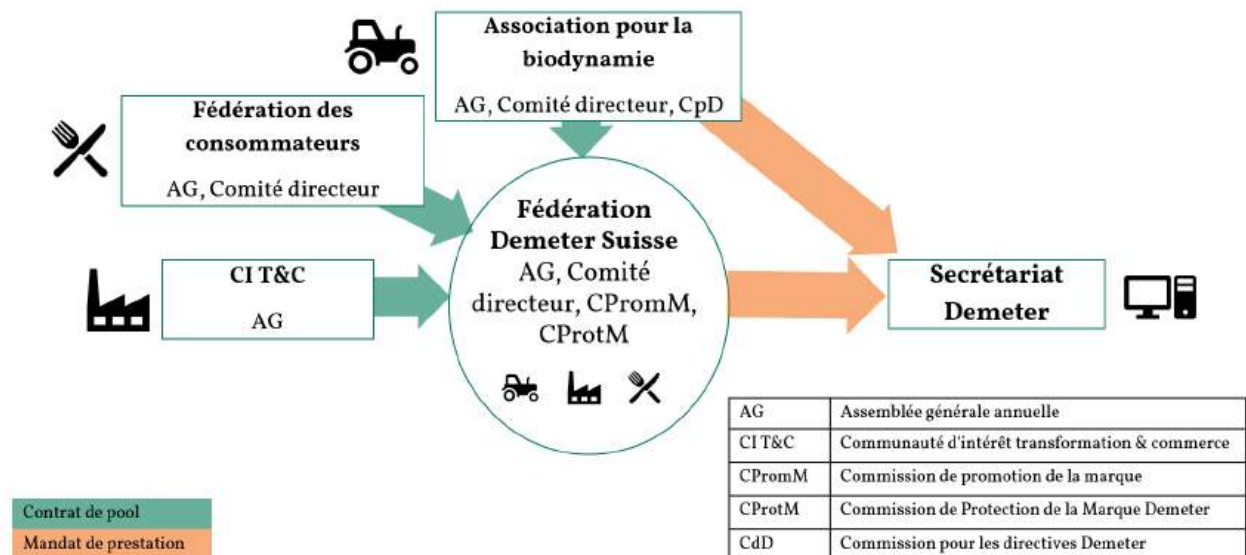 Association pour la
biodynamie
AG, Comité directeur, CpD
Fédération des
consommateurs
AG, Comité directeur
CI T&C
AG
Fédération
Demeter Suisse
AG, Comité
directeur, CPromM,
CProtM
Secrétariat
Demeter
AG Assemblée générale annuelle
CI T&C Communauté d'intérêt transformation & commerce
CPromM Commission de promotion de la marque
CProtM Commission de Protection de la Marque Demeter
CdD Commission pour les directives Demeter
Contrat de pool
Mandat de prestation